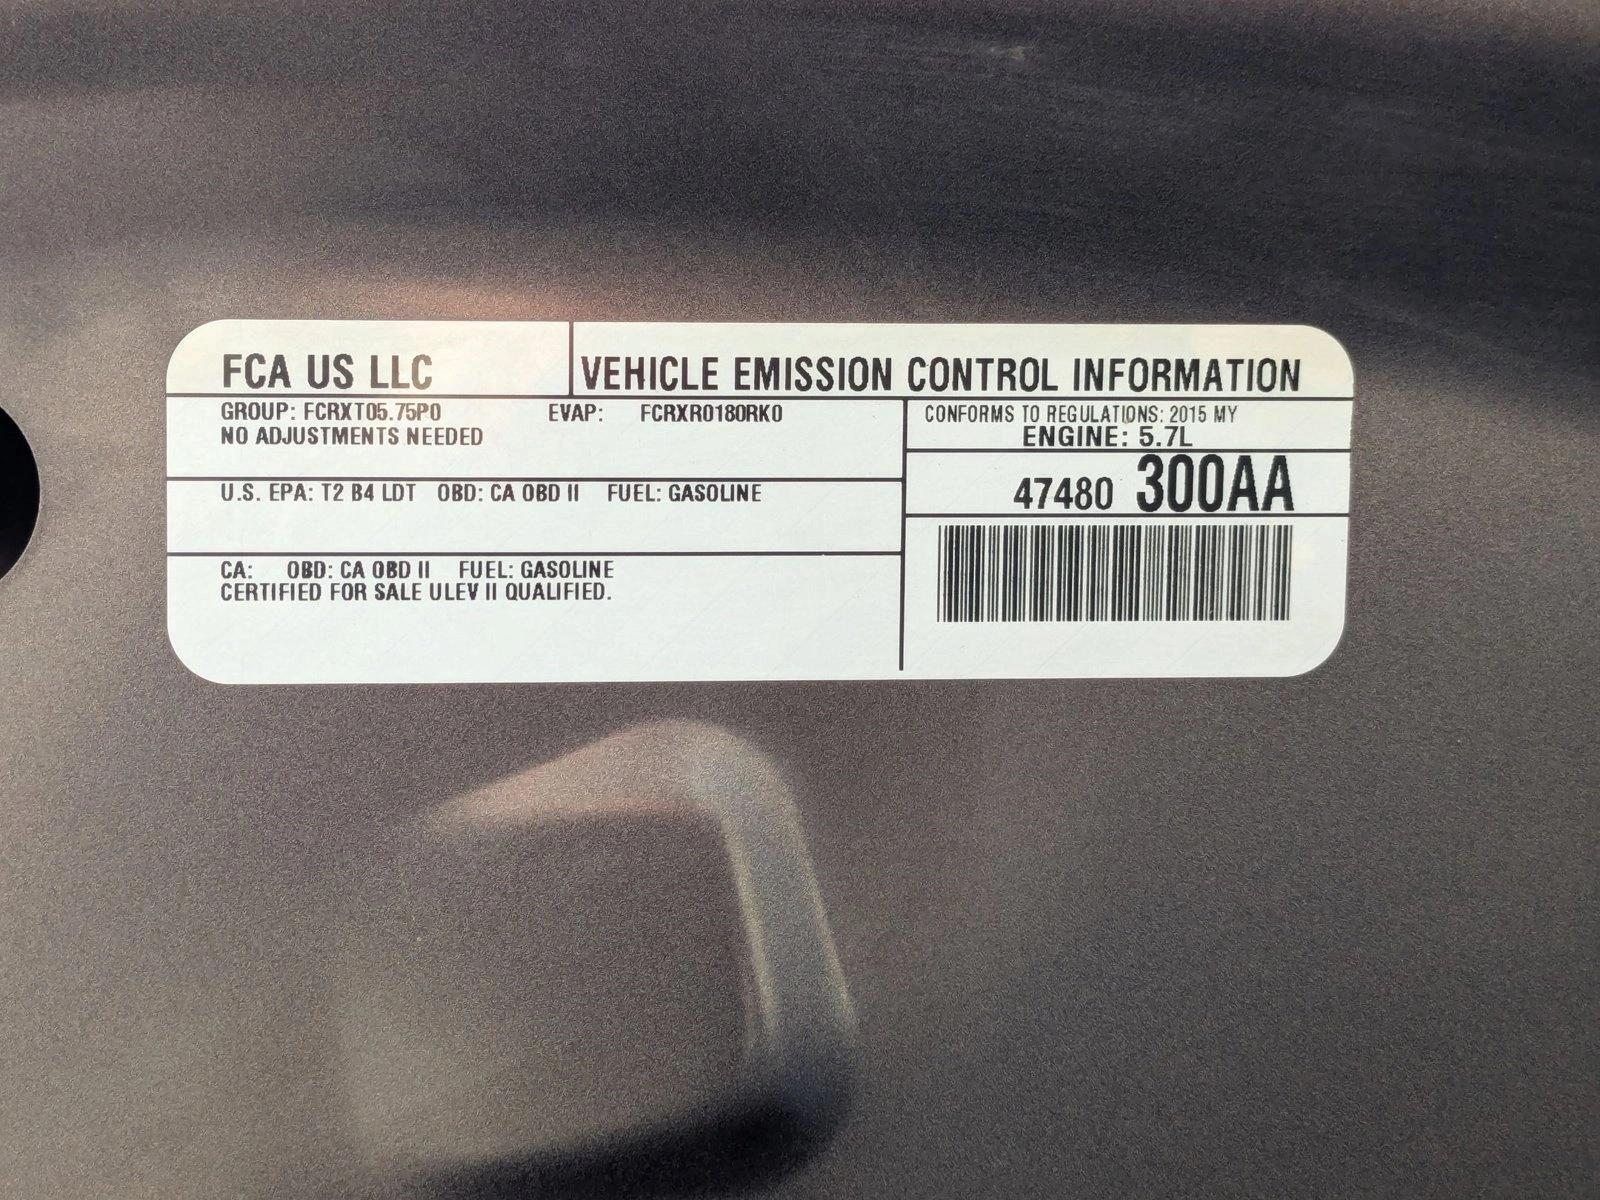 FCA US LLC
VEHICLE EMISSION CONTROL INFORMATION
GROUP: FCRXT05.75P0 EVAP: FCRXR0180RK0
NO ADJUSTMENTS NEEDED
CONFORMS TO REGULATIONS: 2015 MY
ENGINE: 5.7L
47480 300AA
U.S. EPA: T2 B4 LDT OBD: CA OBD II FUEL: GASOLINE
CA: OBD: CA OBD II FUEL: GASOLINE
CERTIFIED FOR SALE ULEV II QUALIFIED.